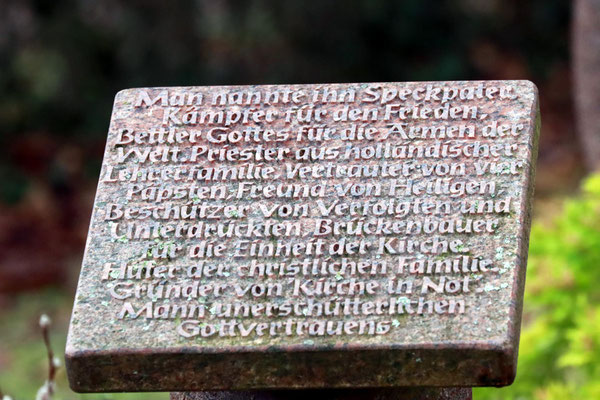 Man nannte ihn Speckpater.
Kämpfer für den Frieden,
Bettler Gottes für die Armen der
Welt. Priester aus holländischer
Lehrerfamilie. Vertrauter von vier
Päpsten, Freund von Heiligen,
Beschützer von Verfolgten und
Unterdrückten. Brückenbauer
für die Einheit der Kirche.
Hüter der christlichen Familie.
Gründer von Kirche in Not
Mann unerschütterlichen
Gottvertrauens